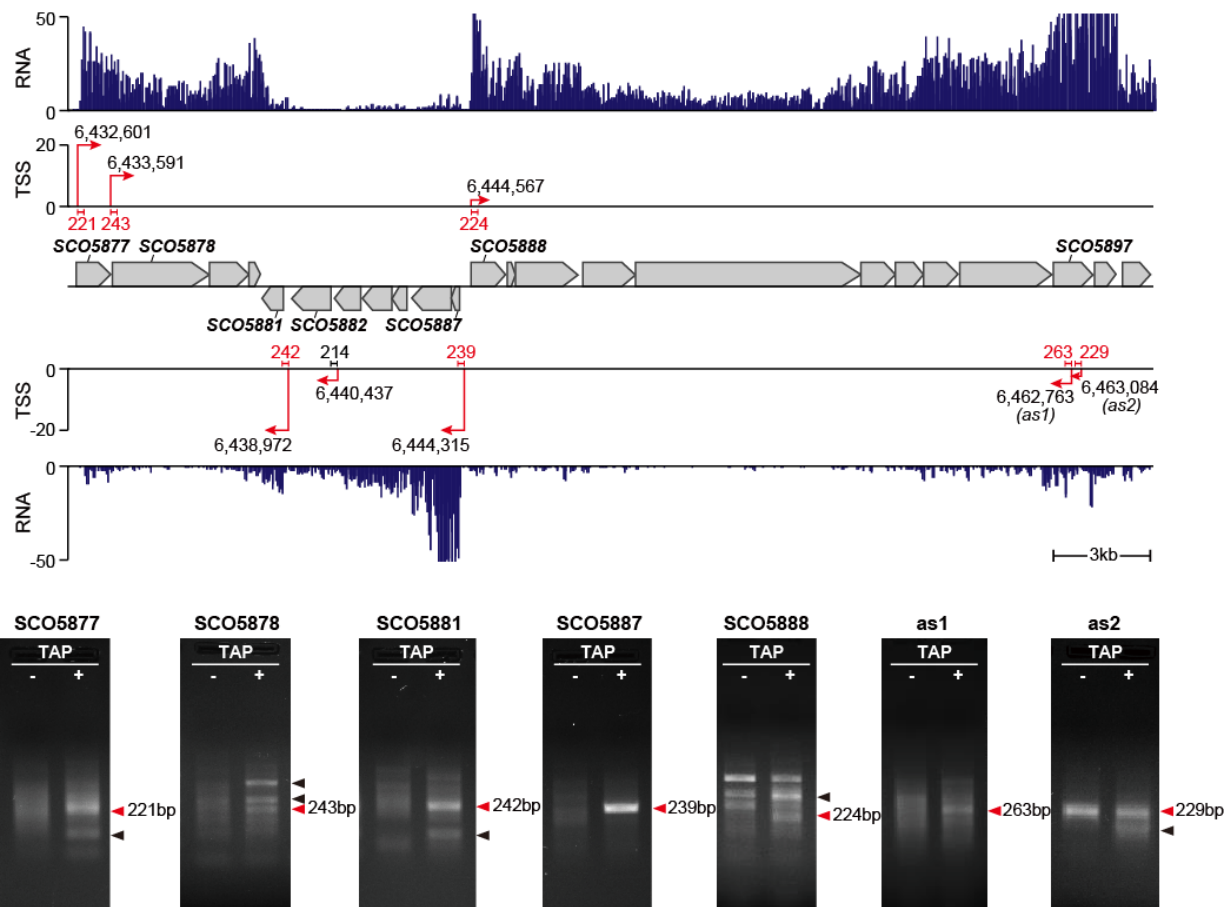 50
RNA
0
6,432,601
20
6,433,591
TSS
6,444,567
0
221 243 224
SCO5877 SCO5878 SCO5888 SCO5897
SCO5881 SCO5882 SCO5887
242 214 239 263 229
0
TSS
6,440,437
6,462,763 6,463,084
(as1) (as2)
-20
6,438,972 6,444,315
0
RNA
-50
3kb
SCO5877 SCO5878 SCO5881 SCO5887 SCO5888 as1 as2
TAP TAP TAP TAP TAP TAP TAP
- + - + - + - + - + - + - +
221bp 243bp 242bp 239bp 224bp 263bp 229bp